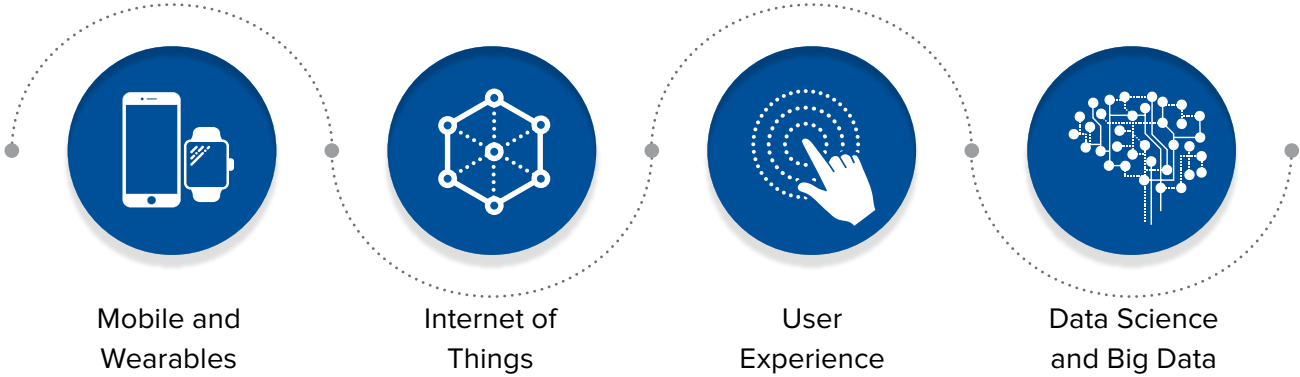 Mobile and
Wearables
Internet of
Things
User
Experience
Data Science
and Big Data